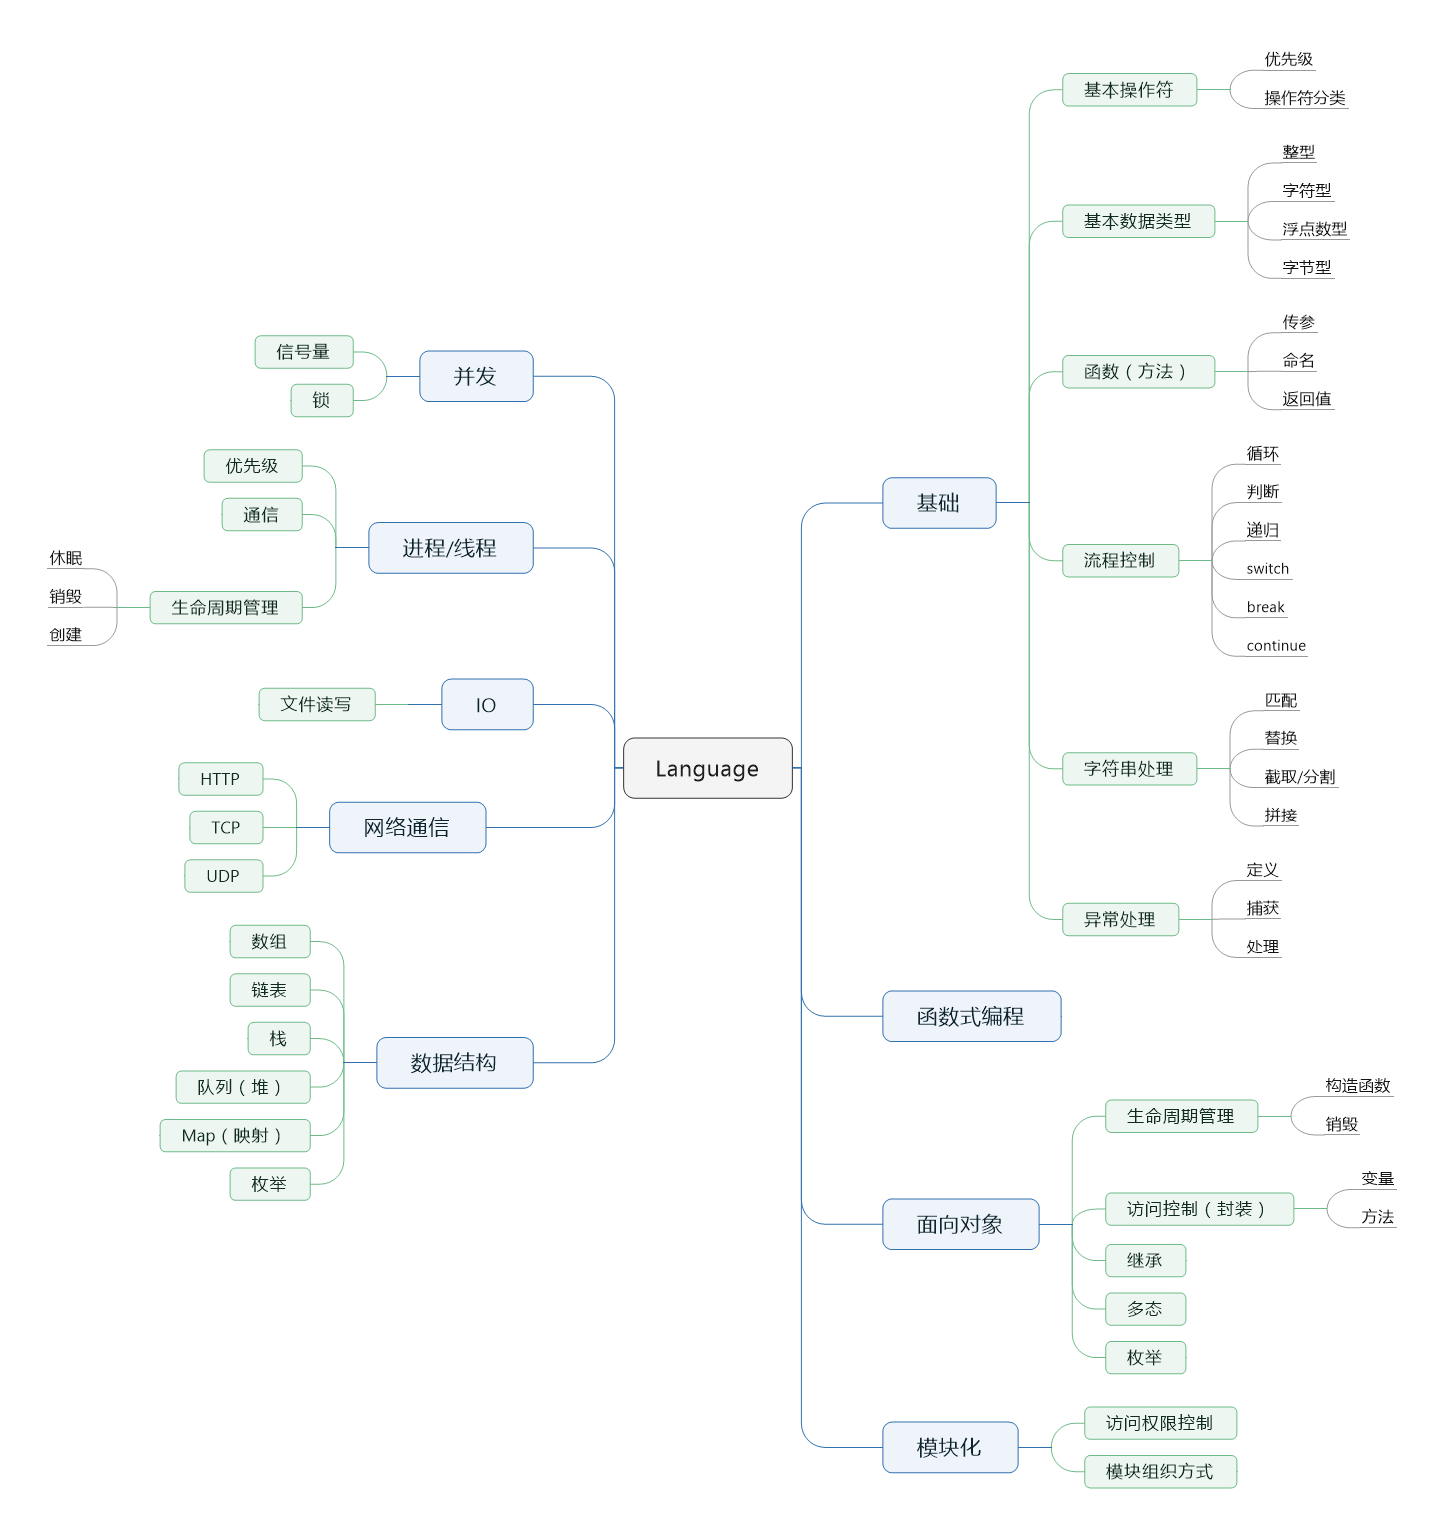 Language
基础
基本操作符
优先级
操作符分类
基本数据类型
整型
字符型
浮点数型
字节型
函数（方法）
传参
命名
返回值
流程控制
循环
判断
递归
switch
break
continue
字符串处理
匹配
替换
截取/分割
拼接
异常处理
定义
捕获
处理
函数式编程
面向对象
生命周期管理
构造函数
销毁
访问控制（封装）
变量
方法
继承
多态
枚举
模块化
访问权限控制
模块组织方式
并发
信号量
锁
进程/线程
优先级
通信
生命周期管理
休眠
销毁
创建
IO
文件读写
网络通信
HTTP
TCP
UDP
数据结构
数组
链表
栈
队列（堆）
Map（映射）
枚举